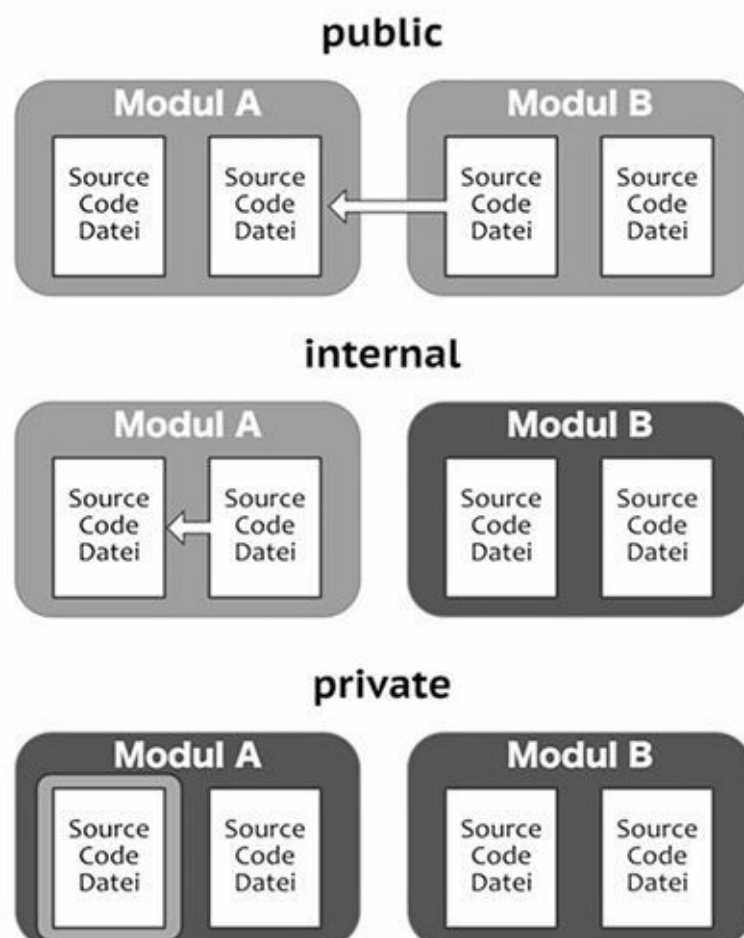 public
Modul A
Modul B
Source
Code
Datei
Source
Code
Datei
Source
Code
Datei
Source
Code
Datei
internal
Modul A
Modul B
Source
Code
Datei
Source
Code
Datei
Source
Code
Datei
Source
Code
Datei
private
Modul A
Modul B
Source
Code
Datei
Source
Code
Datei
Source
Code
Datei
Source
Code
Datei